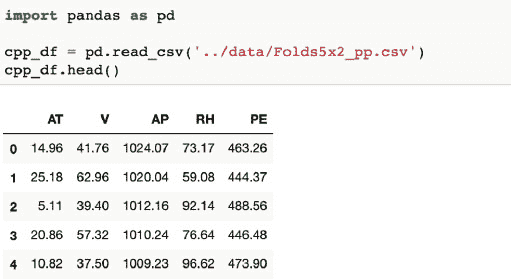 import pandas as pd
cpp_df = pd.read_csv('../data/Folds5x2_pp.csv')
cpp_df.head()
AT V AP RH PE
0 14.96 41.76 1024.07 73.17 463.26
1 25.18 62.96 1020.04 59.08 444.37
2 5.11 39.40 1012.16 92.14 488.56
3 20.86 57.32 1010.24 76.64 446.48
4 10.82 37.50 1009.23 96.62 473.90